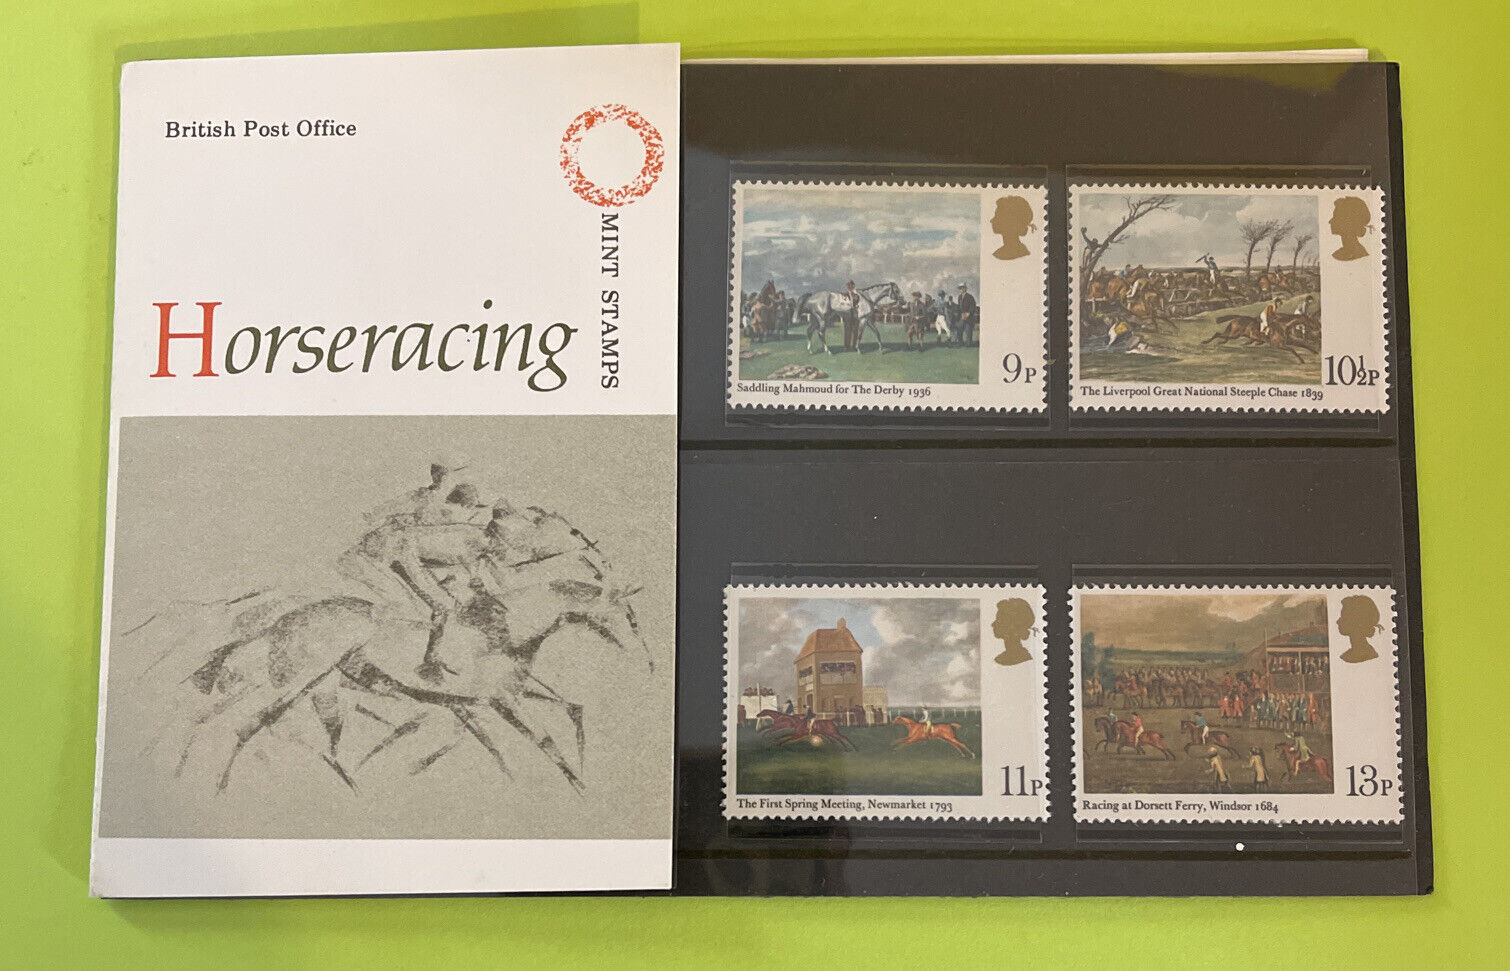 British Post Office
MINT STAMPS
Horseracing
9P
Saddling Mahmoud for The Derby 1936
10½P
The Liverpool Great National Steeple Chase 1839
11P
The First Spring Meeting, Newmarket 1793
13P
Racing at Dorsett Ferry, Windsor 1684